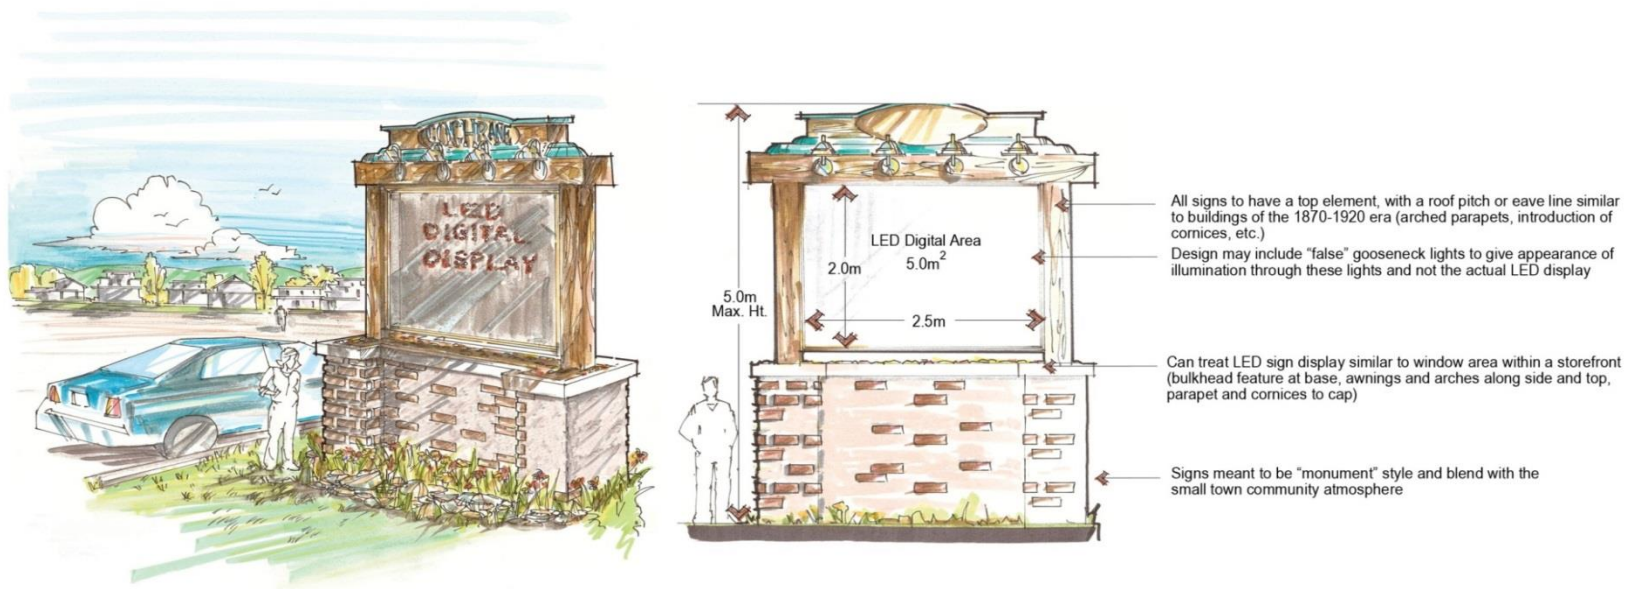 COCHRANE
LED
DIGITAL
DISPLAY
5.0m
Max. Ht.
LED Digital Area
5.0m²
2.0m
2.5m
All signs to have a top element, with a roof pitch or eave line similar
to buildings of the 1870-1920 era (arched parapets, introduction of
cornices, etc.)
Design may include “false” gooseneck lights to give appearance of
illumination through these lights and not the actual LED display
Can treat LED sign display similar to window area within a storefront
(bulkhead feature at base, awnings and arches along side and top,
parapet and cornices to cap)
Signs meant to be “monument” style and blend with the
small town community atmosphere